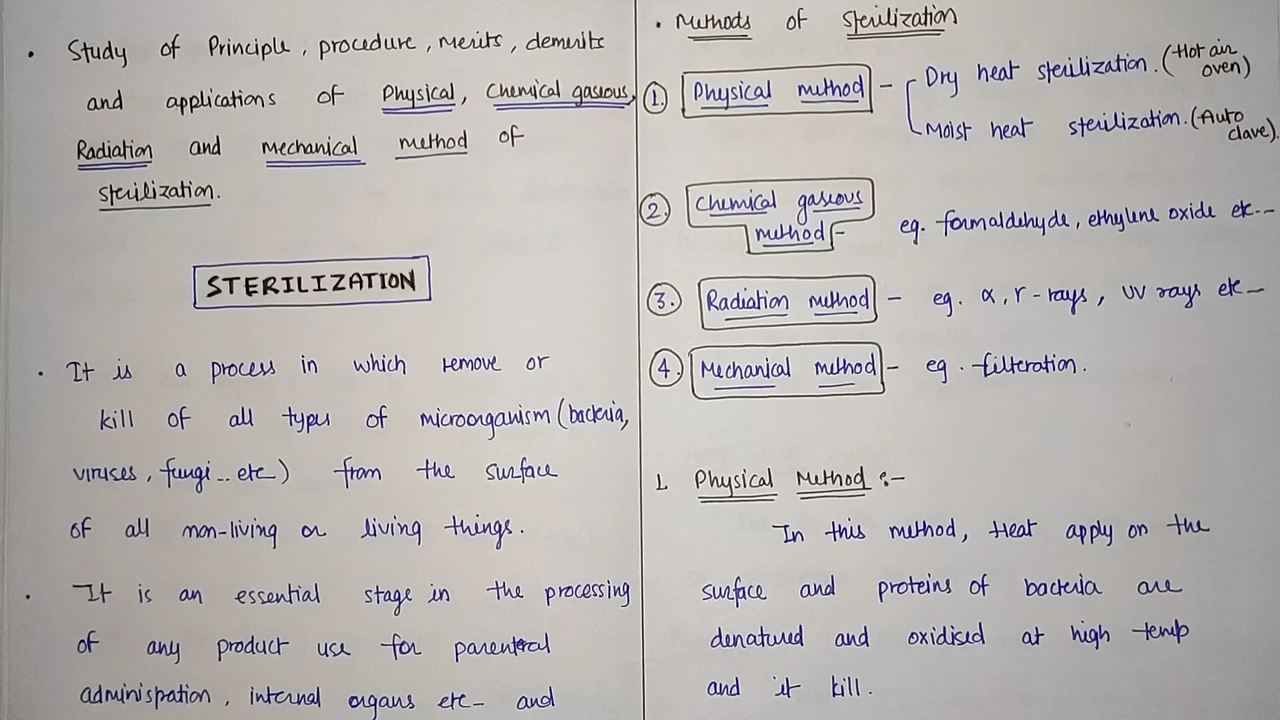 • Study of Principle, procedure, merits, demerits
and applications of Physical, Chemical gaseous,
Radiation and mechanical method of
sterilization.
STERILIZATION
• It is a process in which remove or
kill of all types of microorganism (bacteria,
viruses, fungi .. etc) from the surface
of all non-living or living things.
• It is an essential stage in the processing
of any product use for parentral
administration, internal organs etc- and
• Methods of sterilization
1. Physical method - Dry heat sterilization. (Hot air oven)
Moist heat sterilization. (Auto clave).
2. Chemical gaseous
method - eg. formaldehyde, ethylene oxide etc--
3. Radiation method - eg. α, r - rays, UV rays etc-
4. Mechanical method - eg. filteration.
1. Physical Method :-
In this method, Heat apply on the
surface and proteins of bacteria are
denatured and oxidised at high temp
and it kill.